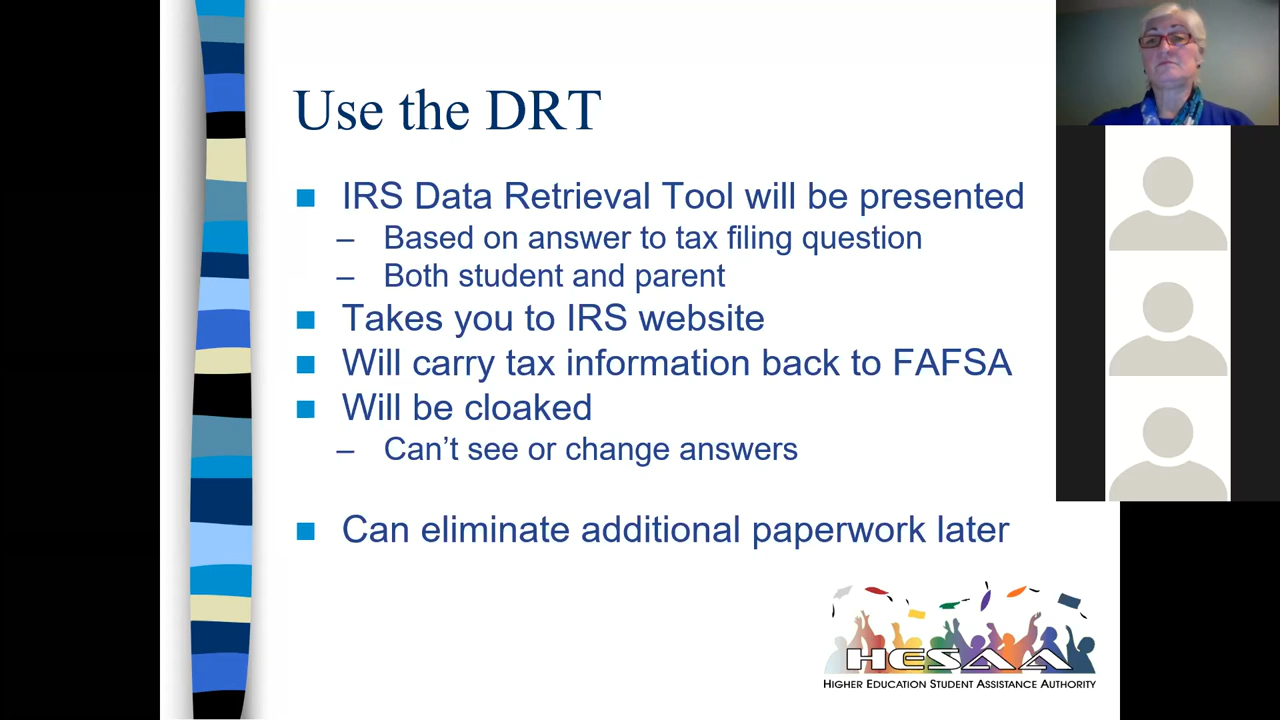 Use the DRT
IRS Data Retrieval Tool will be presented
– Based on answer to tax filing question
– Both student and parent
Takes you to IRS website
Will carry tax information back to FAFSA
Will be cloaked
– Can’t see or change answers
Can eliminate additional paperwork later
HESAA
HIGHER EDUCATION STUDENT ASSISTANCE AUTHORITY